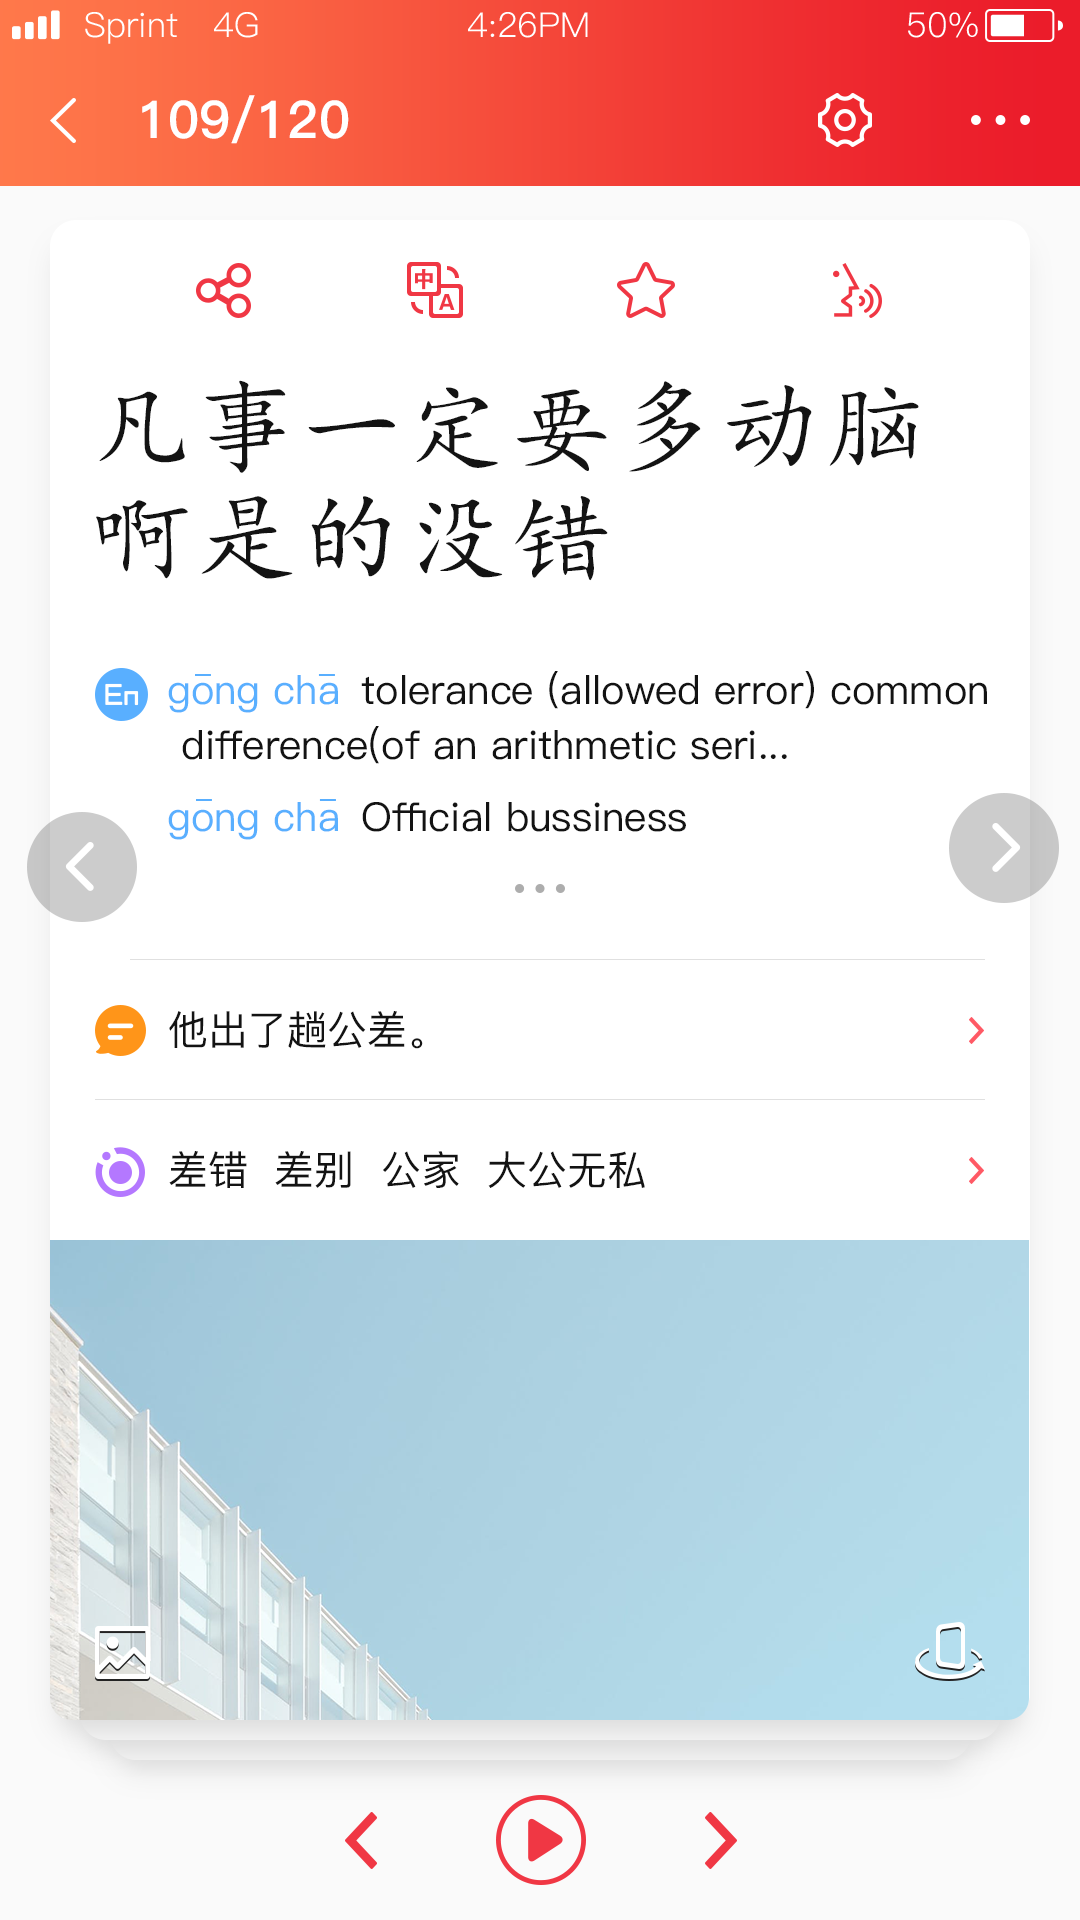 Sprint 4G 4:26PM 50%
109/120
中 A
凡事一定要多动脑
啊是的没错
En gōng chā tolerance (allowed error) common
difference(of an arithmetic seri...
gōng chā Official bussiness
他出了趟公差。
差错 差别 公家 大公无私